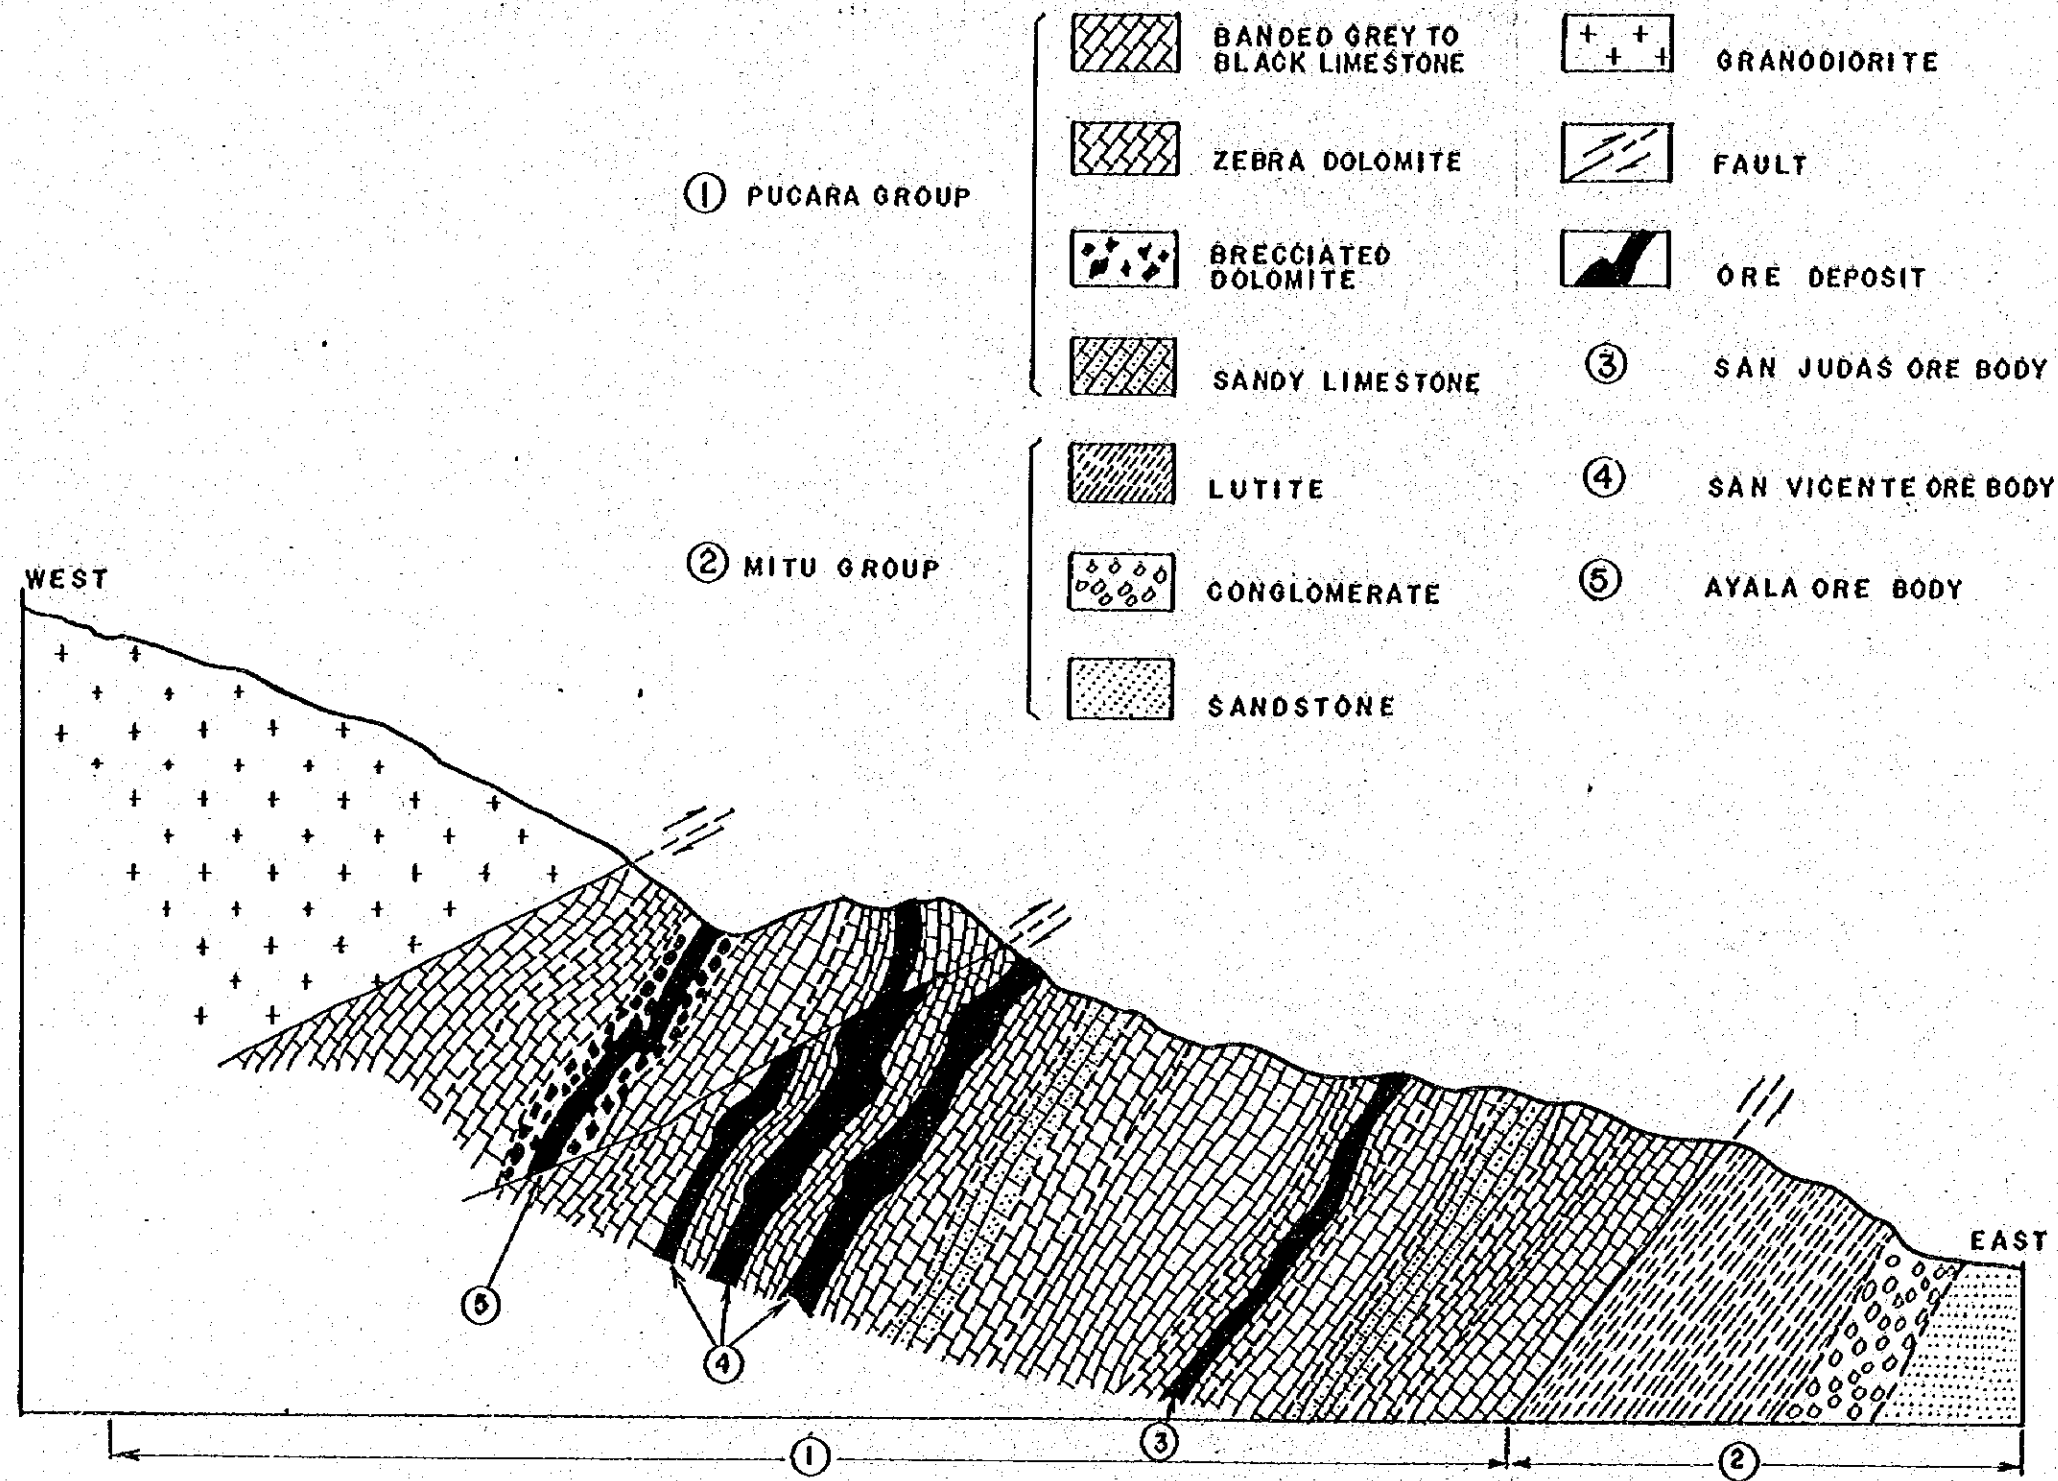 BANDED GREY TO
BLACK LIMESTONE
ZEBRA DOLOMITE
① PUCARA GROUP
BRECCIATED
DOLOMITE
SANDY LIMESTONE
LUTITE
② MITU GROUP
CONGLOMERATE
SANDSTONE
GRANODIORITE
FAULT
ORE DEPOSIT
③ SAN JUDAS ORE BODY
④ SAN VICENTE ORE BODY
⑤ AYALA ORE BODY
WEST
EAST
⑤
④
③
①
②